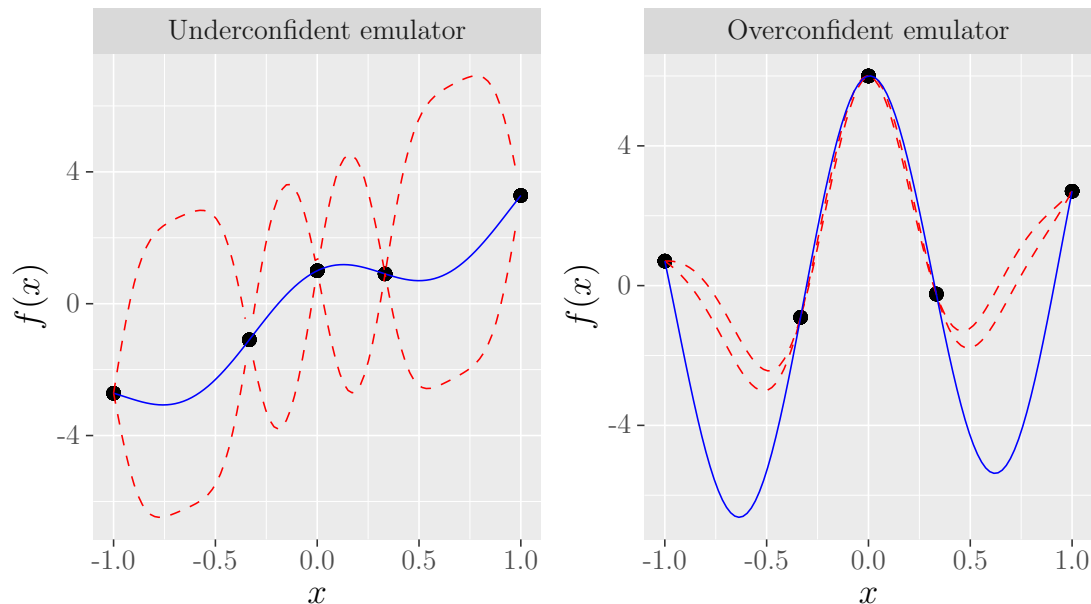 Underconfident emulator
f(x)
4
0
-4
-1.0 -0.5 0.0 0.5 1.0
x
Overconfident emulator
f(x)
4
0
-4
-1.0 -0.5 0.0 0.5 1.0
x